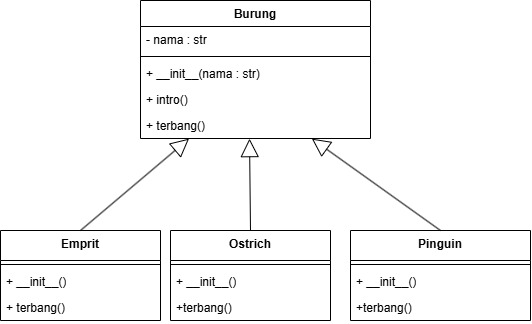 Burung
- nama : str
+ __init__(nama : str)
+ intro()
+ terbang()
Emprit
+ __init__()
+ terbang()
Ostrich
+ __init__()
+terbang()
Pinguin
+ __init__()
+terbang()